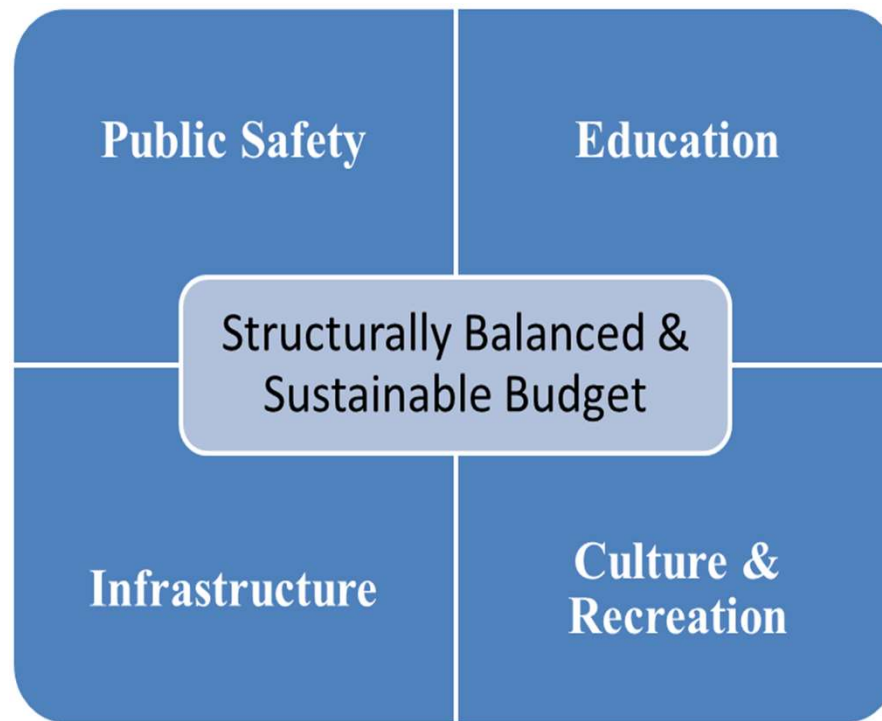 Public Safety
Education
Structurally Balanced &
Sustainable Budget
Infrastructure
Culture &
Recreation